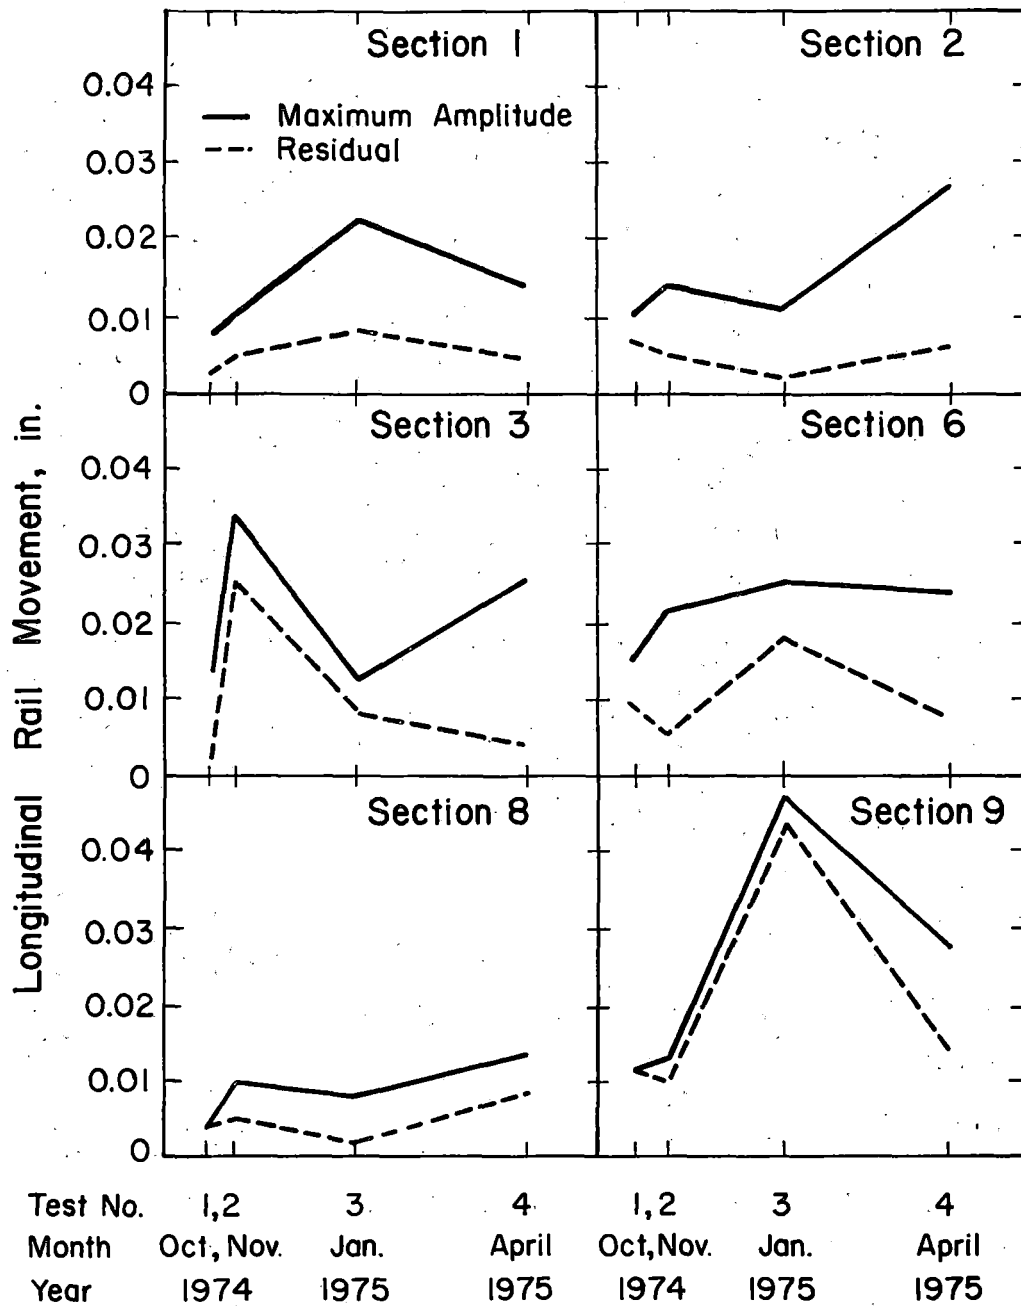 Section 1
Section 2
0.04
Maximum Amplitude
Residual
0.03
0.02
0.01
0
Section 3
Section 6
0.04
0.03
0.02
0.01
0
Section 8
Section 9
0.04
0.03
0.02
0.01
0
Longitudinal Rail Movement, in.
Test No. 1,2 3 4 1,2 3 4
Month Oct, Nov. Jan. April Oct, Nov. Jan. April
Year 1974 1975 1975 1974 1975 1975